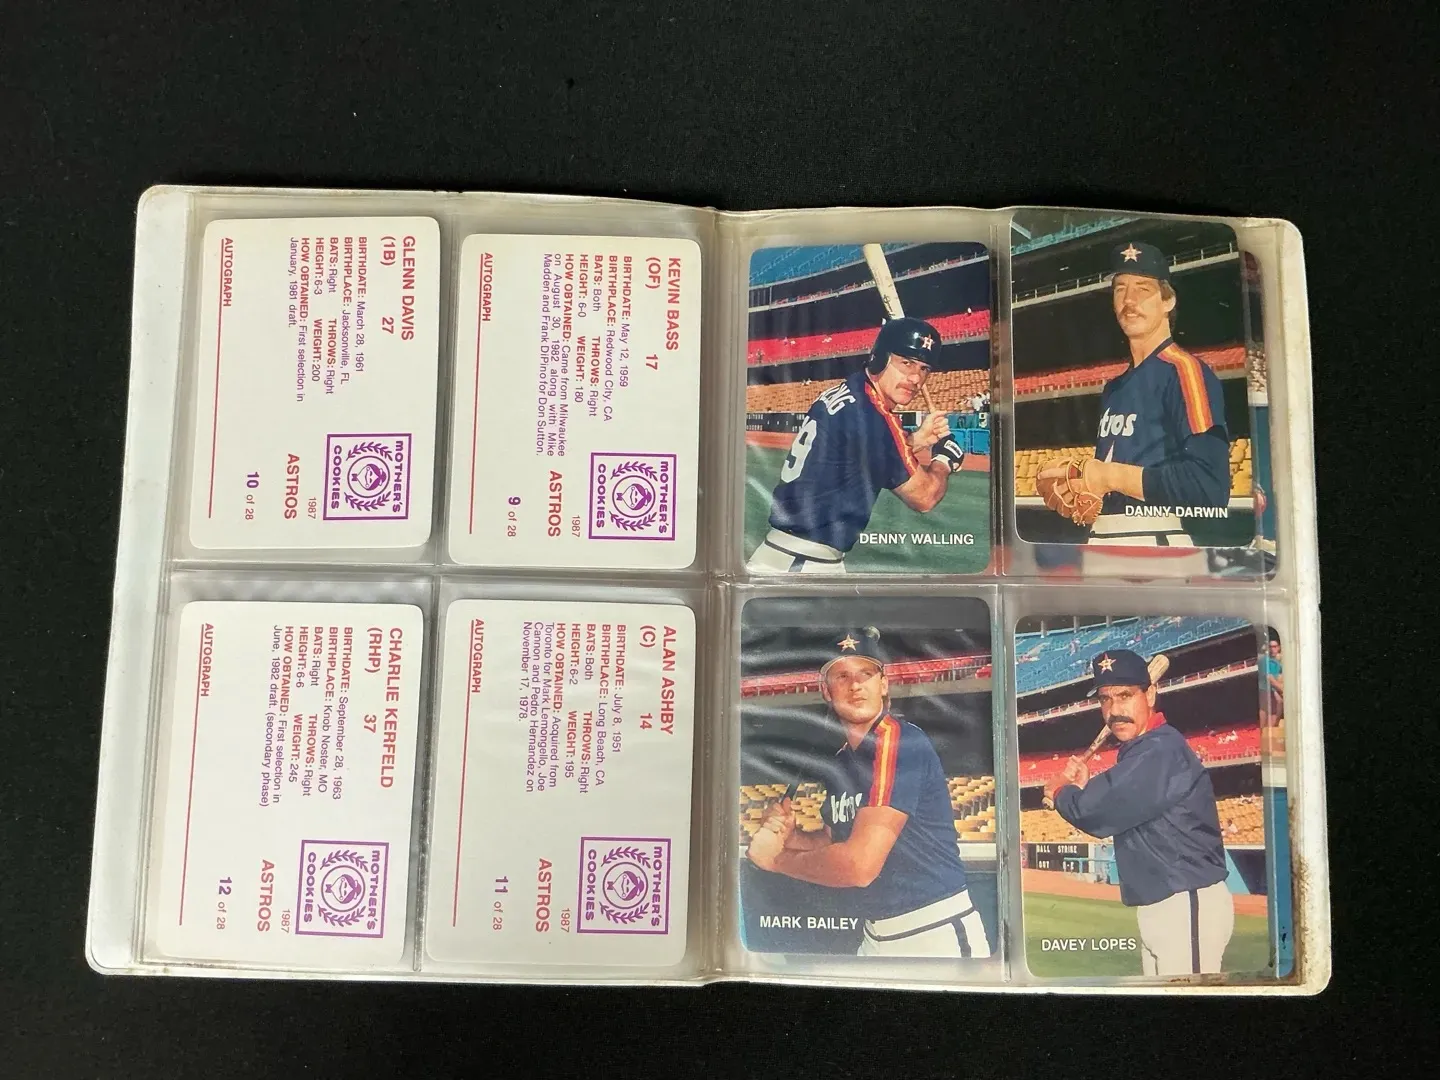 GLENN DAVIS
(1B) 27
BIRTHDATE: March 28, 1961
BIRTHPLACE: Jacksonville, FL
BATS: Right THROWS: Right
HEIGHT: 6-3 WEIGHT: 200
HOW OBTAINED: First selection in
January, 1981 draft.
AUTOGRAPH
MOTHER'S
COOKIES
1987
ASTROS
10 of 28
KEVIN BASS
(OF) 17
BIRTHDATE: May 12, 1959
BIRTHPLACE: Redwood City, CA
BATS: Both THROWS: Right
HEIGHT: 6-0 WEIGHT: 180
HOW OBTAINED: Came from Milwaukee
on August 30, 1982 along with Mike
Madden and Frank DiPino for Don Sutton.
AUTOGRAPH
MOTHER'S
COOKIES
1987
ASTROS
9 of 28
DENNY WALLING
DANNY DARWIN
CHARLIE KERFELD
(RHP) 37
BIRTHDATE: September 28, 1963
BIRTHPLACE: Knob Noster, MO
BATS: Right THROWS: Right
HEIGHT: 6-6 WEIGHT: 245
HOW OBTAINED: First selection in
June, 1982 draft. (secondary phase)
AUTOGRAPH
MOTHER'S
COOKIES
1987
ASTROS
12 of 28
ALAN ASHBY
(C) 14
BIRTHDATE: July 8, 1951
BIRTHPLACE: Long Beach, CA
BATS: Both THROWS: Right
HEIGHT: 6-2 WEIGHT: 195
HOW OBTAINED: Acquired from
Toronto for Mark Lemongello, Joe
Cannon and Pedro Hernandez on
November 17, 1978.
AUTOGRAPH
MOTHER'S
COOKIES
1987
ASTROS
11 of 28
MARK BAILEY
BALL STRIKE
OUT
DAVEY LOPES